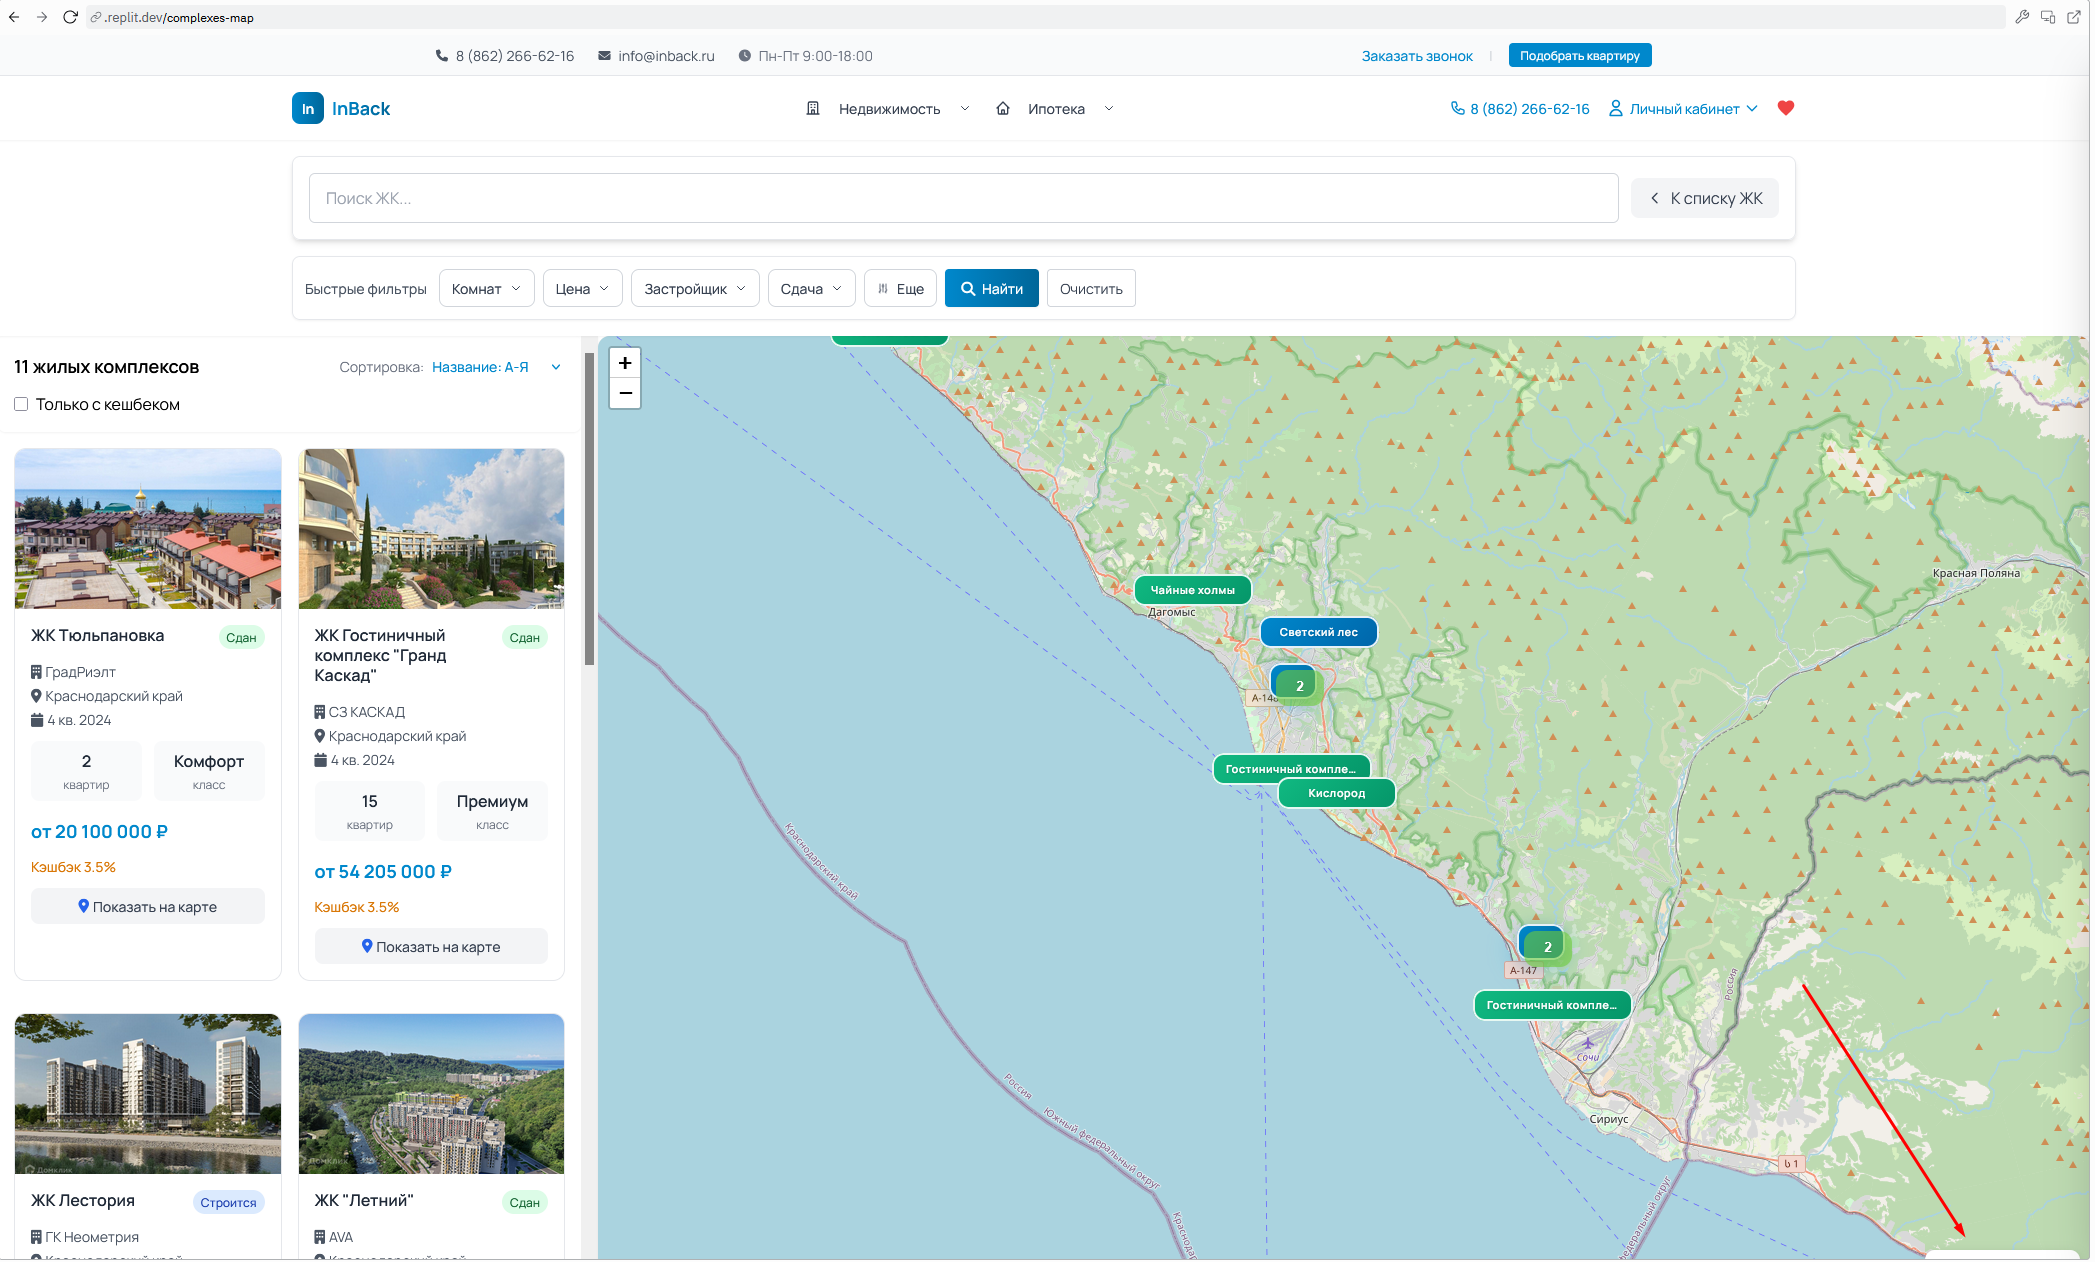 .replit.dev/complexes-map
8 (862) 266-62-16
info@inback.ru
Пн-Пт 9:00-18:00
Заказать звонок
Подобрать квартиру
In
InBack
Недвижимость
Ипотека
8 (862) 266-62-16
Личный кабинет
Поиск ЖК...
К списку ЖК
Быстрые фильтры
Комнат
Цена
Застройщик
Сдача
Еще
Найти
Очистить
11 жилых комплексов
Сортировка: Название: А-Я
Только с кешбеком
ЖК Тюльпановка
Сдан
ГрадРиэлт
Краснодарский край
4 кв. 2024
2
квартир
Комфорт
класс
от 20 100 000 ₽
Кэшбэк 3.5%
Показать на карте
ЖК Гостиничный
комплекс "Гранд
Каскад"
Сдан
СЗ КАСКАД
Краснодарский край
4 кв. 2024
15
квартир
Премиум
класс
от 54 205 000 ₽
Кэшбэк 3.5%
Показать на карте
Домклик
ЖК Лестория
Строится
ГК Неометрия
Краснодарский край
Домклик
ЖК "Летний"
Сдан
AVA
Краснодарский край
+
−
Красная Поляна
Чайные холмы
Дагомыс
Светский лес
2
А-148
Гостиничный компле...
Кислород
2
А-147
Гостиничный компле...
Сочи
Сириус
Россия
ს 1
Краснодарский край
Россия
Южный федеральный округ